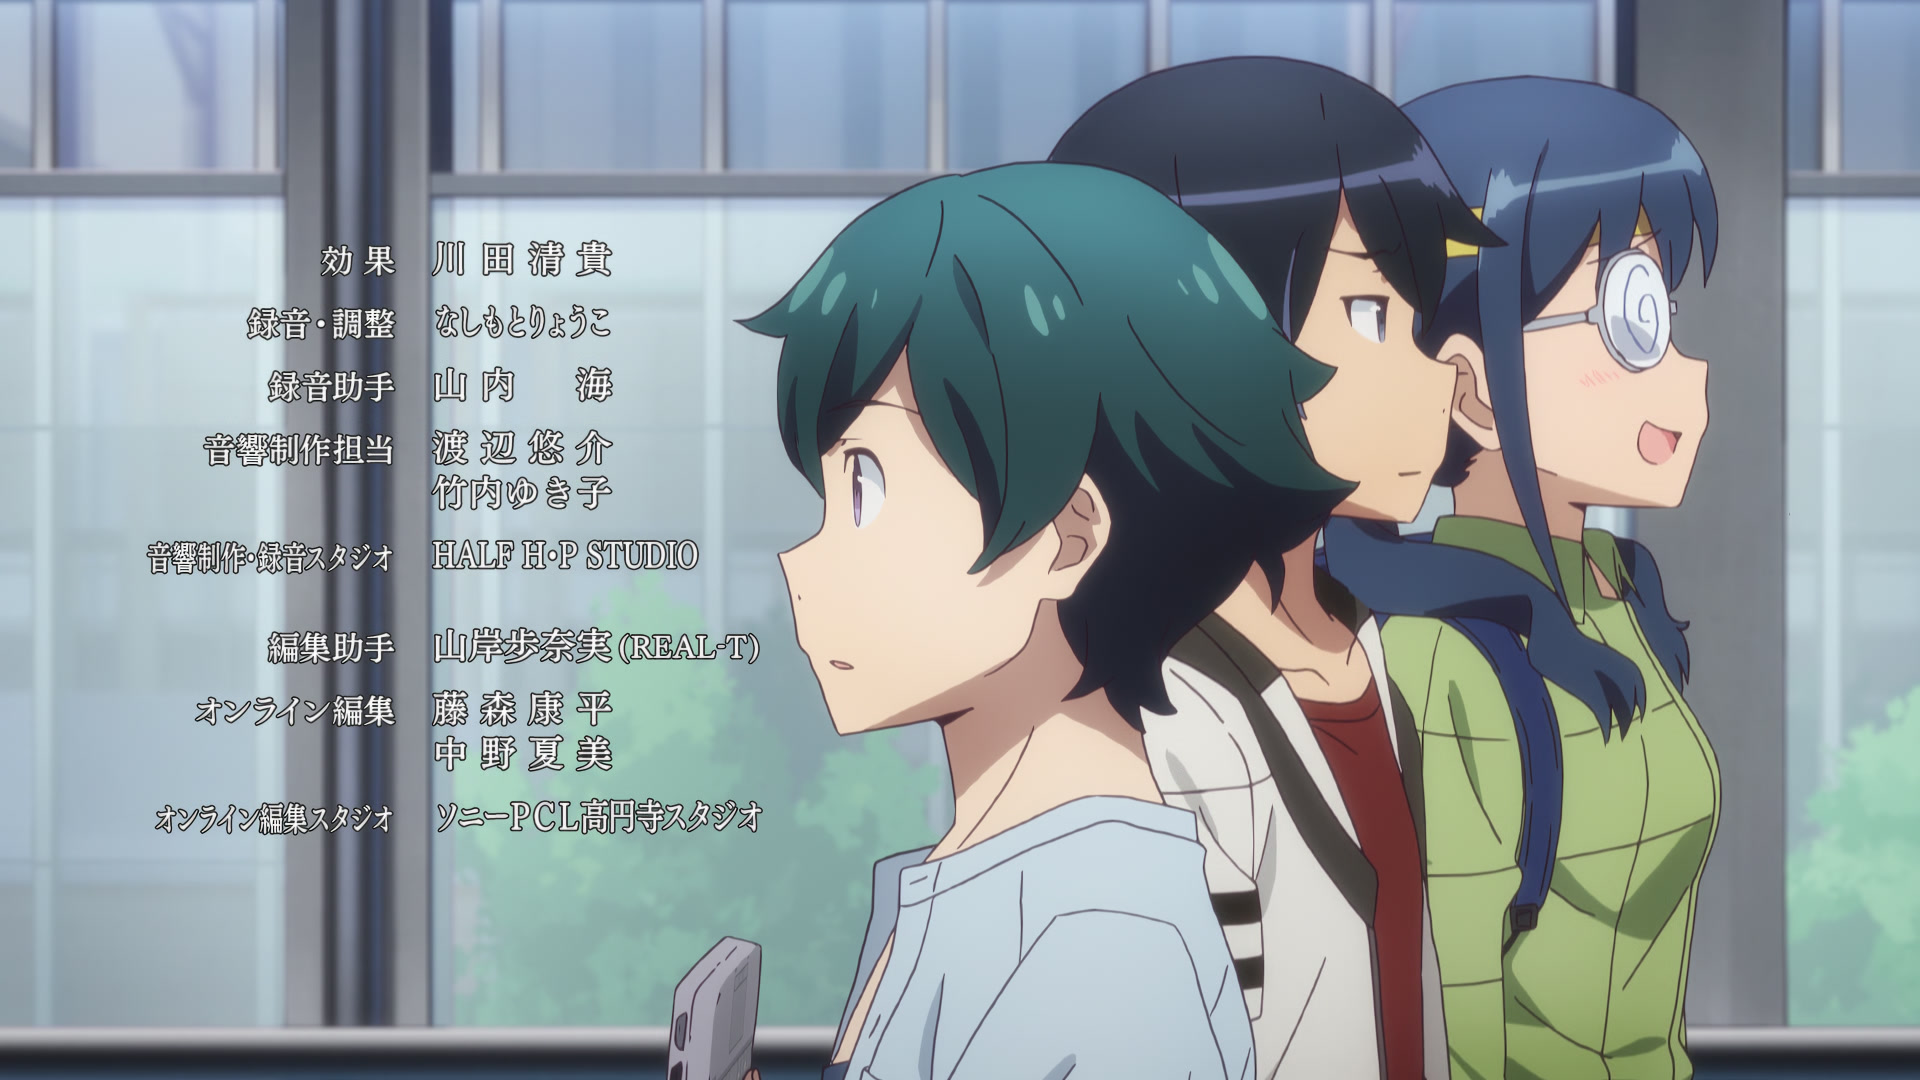 効果 川田清貴
録音・調整 なしもとりょうこ
録音助手 山内 海
音響制作担当 渡辺悠介
竹内ゆき子
音響制作・録音スタジオ HALF H・P STUDIO
編集助手 山岸歩奈実(REAL-T)
オンライン編集 藤森康平
中野夏美
オンライン編集スタジオ ソニーPCL高円寺スタジオ